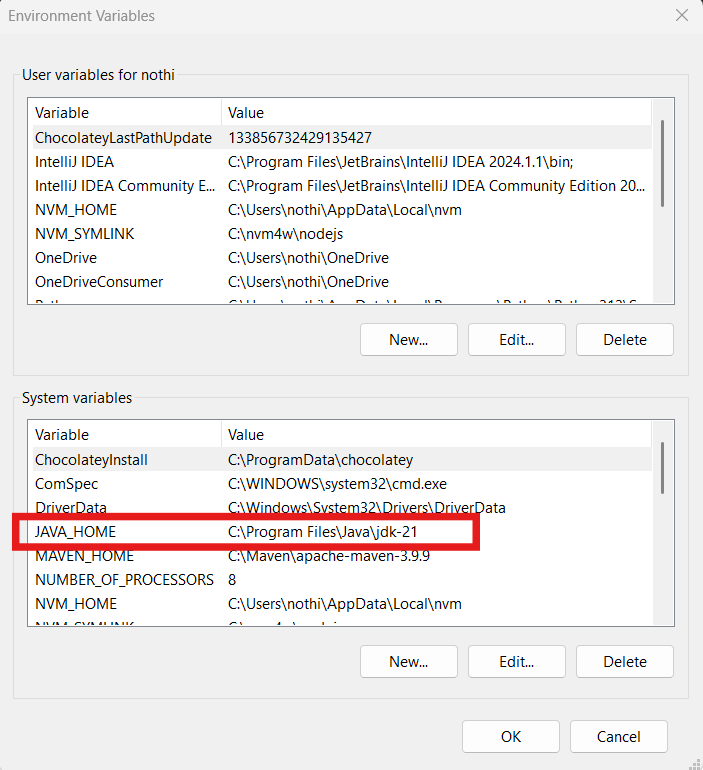 Environment Variables
User variables for nothi
Variable Value
ChocolateyLastPathUpdate 133856732429135427
IntelliJ IDEA C:\Program Files\JetBrains\IntelliJ IDEA 2024.1.1\bin;
IntelliJ IDEA Community E... C:\Program Files\JetBrains\IntelliJ IDEA Community Edition 20...
NVM_HOME C:\Users\nothi\AppData\Local\nvm
NVM_SYMLINK C:\nvm4w\nodejs
OneDrive C:\Users\nothi\OneDrive
OneDriveConsumer C:\Users\nothi\OneDrive
New... Edit... Delete
System variables
Variable Value
ChocolateyInstall C:\ProgramData\chocolatey
ComSpec C:\WINDOWS\system32\cmd.exe
DriverData C:\Windows\System32\Drivers\DriverData
JAVA_HOME C:\Program Files\Java\jdk-21
MAVEN_HOME C:\Maven\apache-maven-3.9.9
NUMBER_OF_PROCESSORS 8
NVM_HOME C:\Users\nothi\AppData\Local\nvm
New... Edit... Delete
OK Cancel